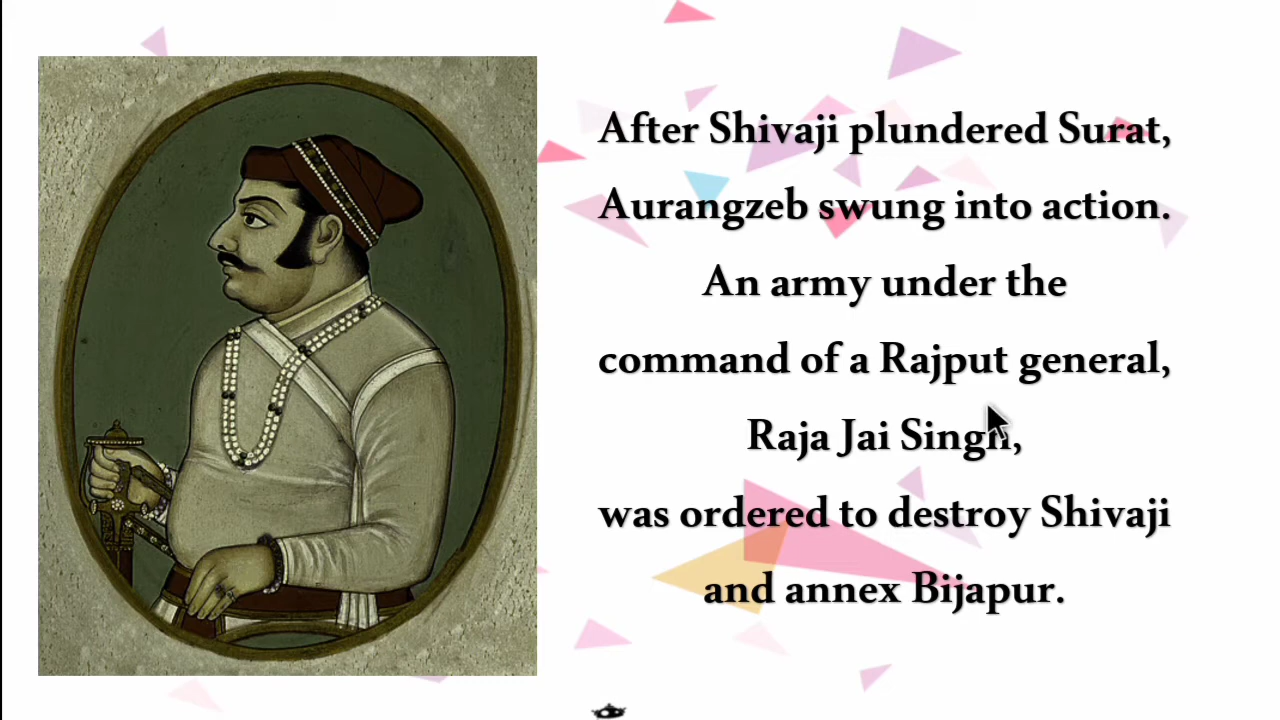 After Shivaji plundered Surat,
Aurangzeb swung into action.
An army under the
command of a Rajput general,
Raja Jai Singh,
was ordered to destroy Shivaji
and annex Bijapur.